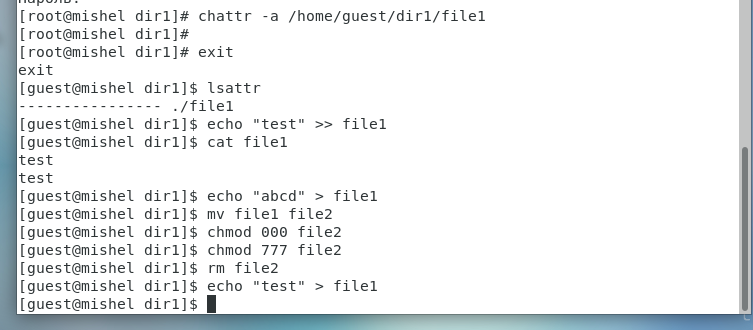 пароль:
[root@mishel dir1]# chattr -a /home/guest/dir1/file1
[root@mishel dir1]#
[root@mishel dir1]# exit
exit
[guest@mishel dir1]$ lsattr
---------------- ./file1
[guest@mishel dir1]$ echo "test" >> file1
[guest@mishel dir1]$ cat file1
test
test
[guest@mishel dir1]$ echo "abcd" > file1
[guest@mishel dir1]$ mv file1 file2
[guest@mishel dir1]$ chmod 000 file2
[guest@mishel dir1]$ chmod 777 file2
[guest@mishel dir1]$ rm file2
[guest@mishel dir1]$ echo "test" > file1
[guest@mishel dir1]$